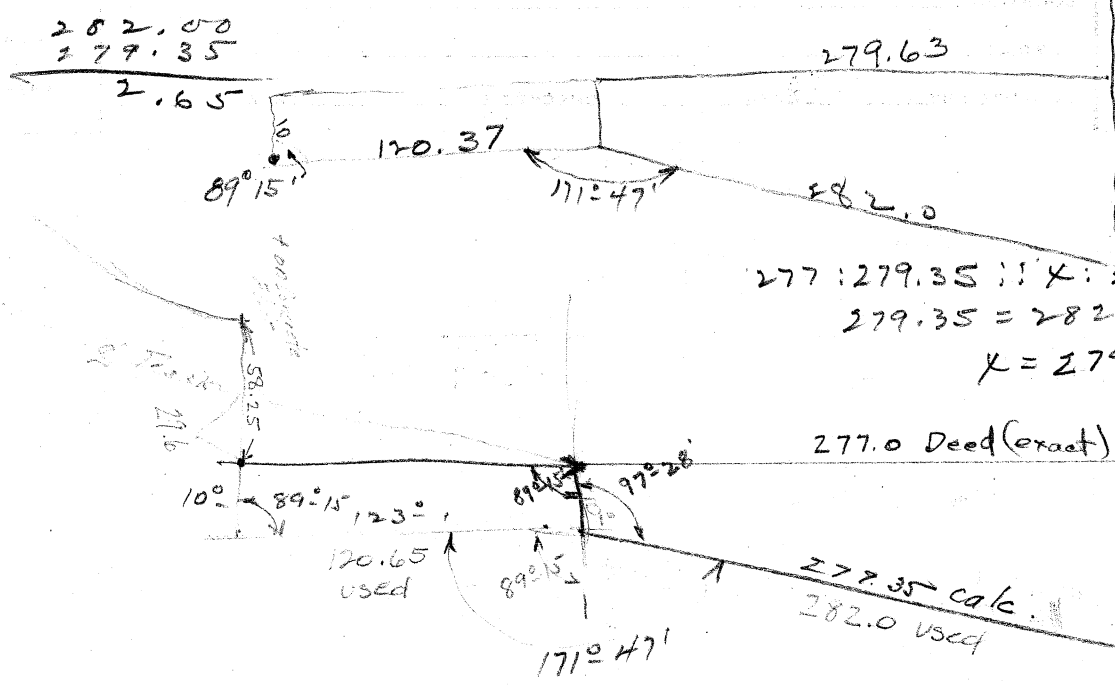 282.00
279.35
2.65
279.63
10.
120.37
89° 15'
171° 47'
282.0
277 : 279.35 :: X :
279.35 = 282
X = 279
58.25
277.0 Deed (exact)
10°
89° 15
89° 15'
97° 28'
123°
120.65
used
89° 15
279.35 calc.
282.0 used
171° 47'